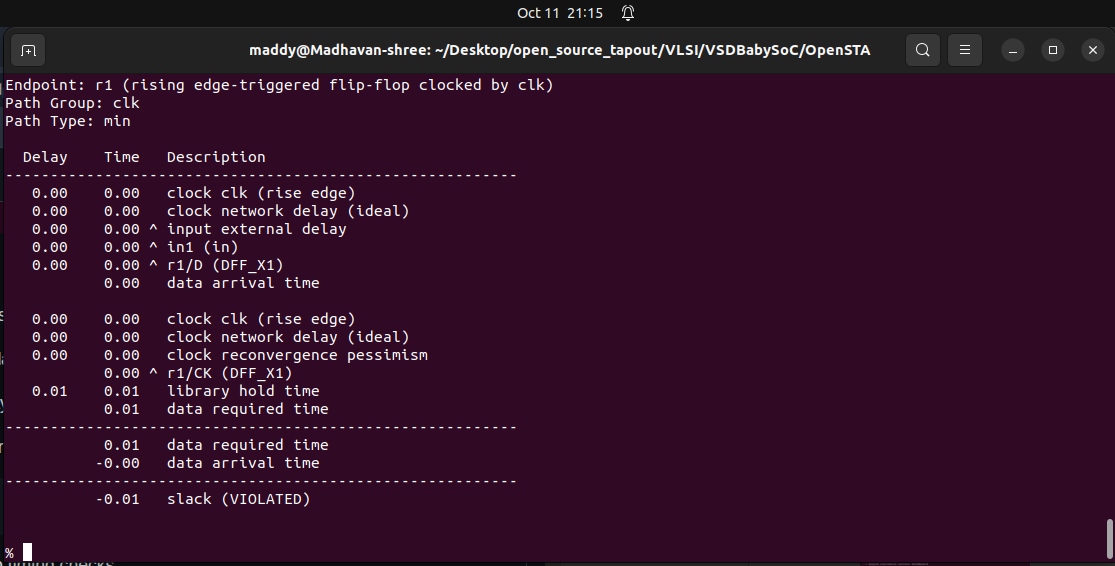 Oct 11 21:15
maddy@Madhavan-shree: ~/Desktop/open_source_tapout/VLSI/VSDBabySoC/OpenSTA
Endpoint: r1 (rising edge-triggered flip-flop clocked by clk)
Path Group: clk
Path Type: min
  Delay    Time   Description
---------------------------------------------------------
   0.00    0.00   clock clk (rise edge)
   0.00    0.00   clock network delay (ideal)
   0.00    0.00 ^ input external delay
   0.00    0.00 ^ in1 (in)
   0.00    0.00 ^ r1/D (DFF_X1)
           0.00   data arrival time
   0.00    0.00   clock clk (rise edge)
   0.00    0.00   clock network delay (ideal)
   0.00    0.00   clock reconvergence pessimism
           0.00 ^ r1/CK (DFF_X1)
   0.01    0.01   library hold time
           0.01   data required time
---------------------------------------------------------
           0.01   data required time
          -0.00   data arrival time
---------------------------------------------------------
          -0.01   slack (VIOLATED)
%
timing checks